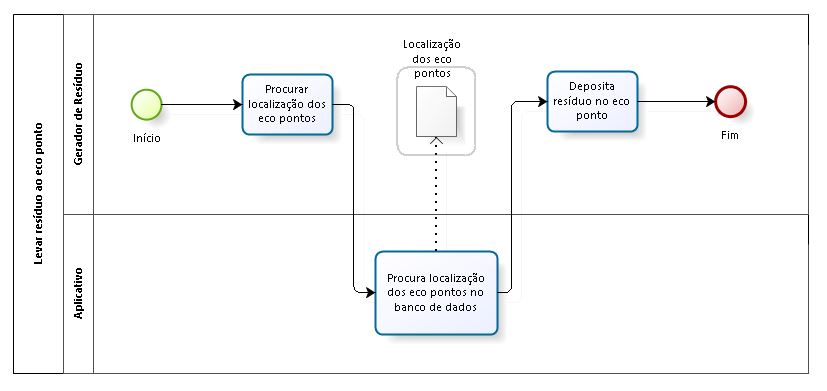 Levar resíduo ao eco ponto
Gerador de Resíduo
Início
Procurar
localização dos
eco pontos
Localização
dos eco
pontos
Deposita
resíduo no eco
ponto
Fim
Aplicativo
Procura localização
dos eco pontos no
banco de dados